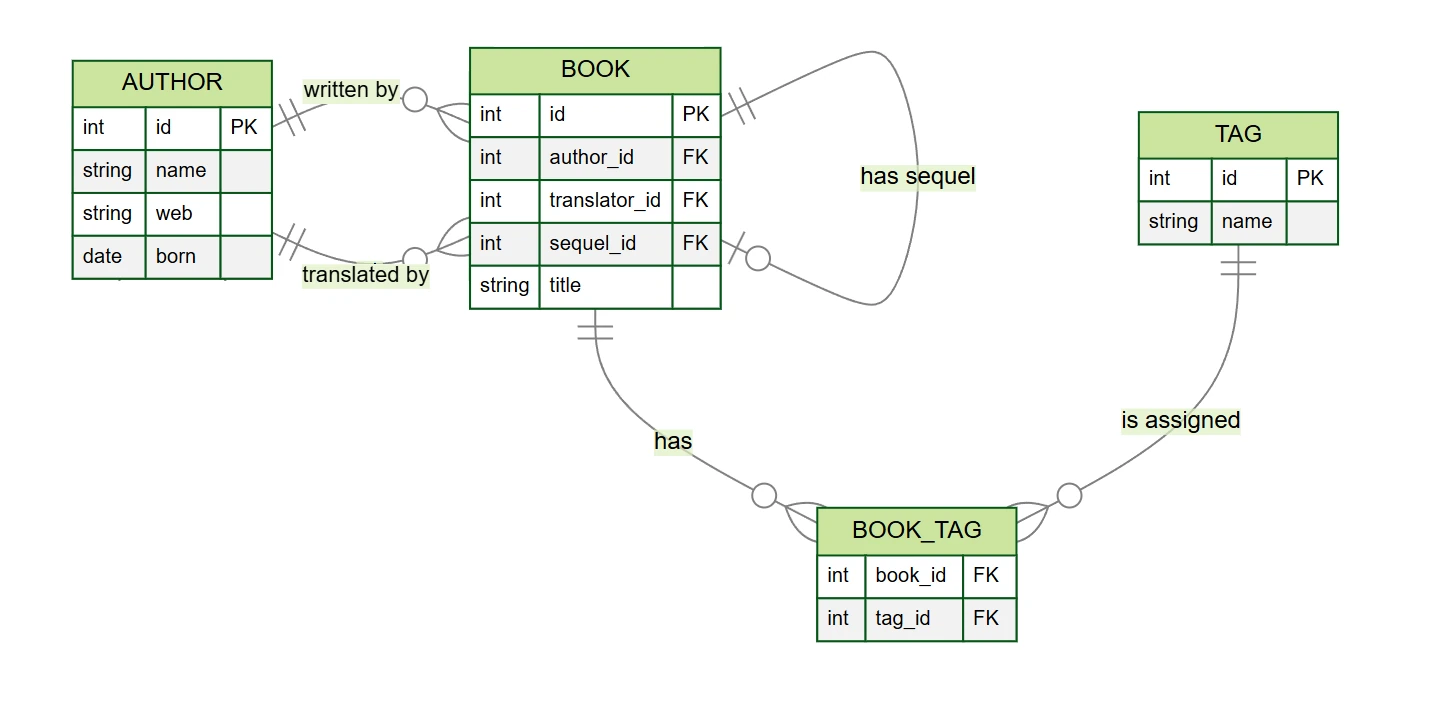 AUTHOR
int id PK
string name
string web
date born
written by
translated by
BOOK
int id PK
int author_id FK
int translator_id FK
int sequel_id FK
string title
has sequel
TAG
int id PK
string name
has
is assigned
BOOK_TAG
int book_id FK
int tag_id FK